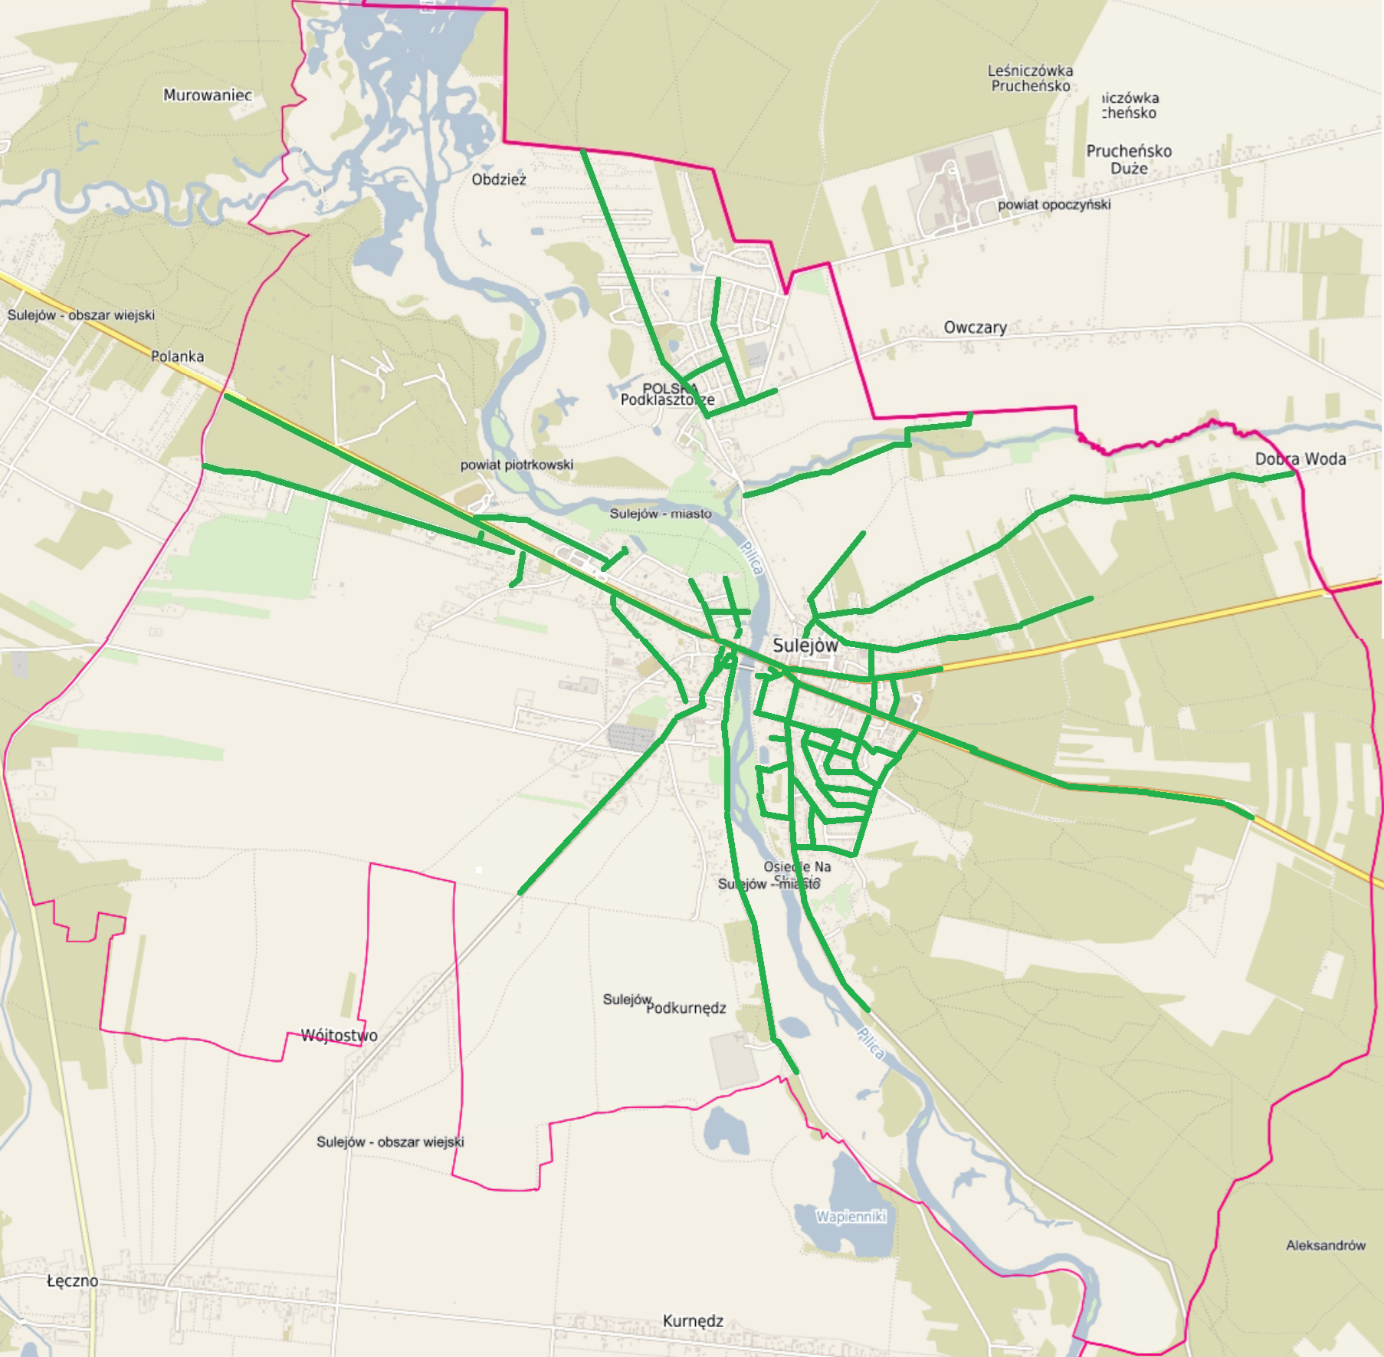 Murowaniec
Leśniczówka
Prucheńsko
iczówka
cheńsko
Prucheńsko
Duże
Obdzież
powiat opoczyński
Sulejów - obszar wiejski
Polanka
Owczary
POLSKA
Podklasztorze
powiat piotrkowski
Dobra Woda
Sulejów - miasto
Pilica
Sulejów
Osiedle Na
Sulejów - miasto
Sulejów
Podkurnędz
Wójtostwo
Pilica
Sulejów - obszar wiejski
Wapienniki
Aleksandrów
Łęczno
Kurnędz